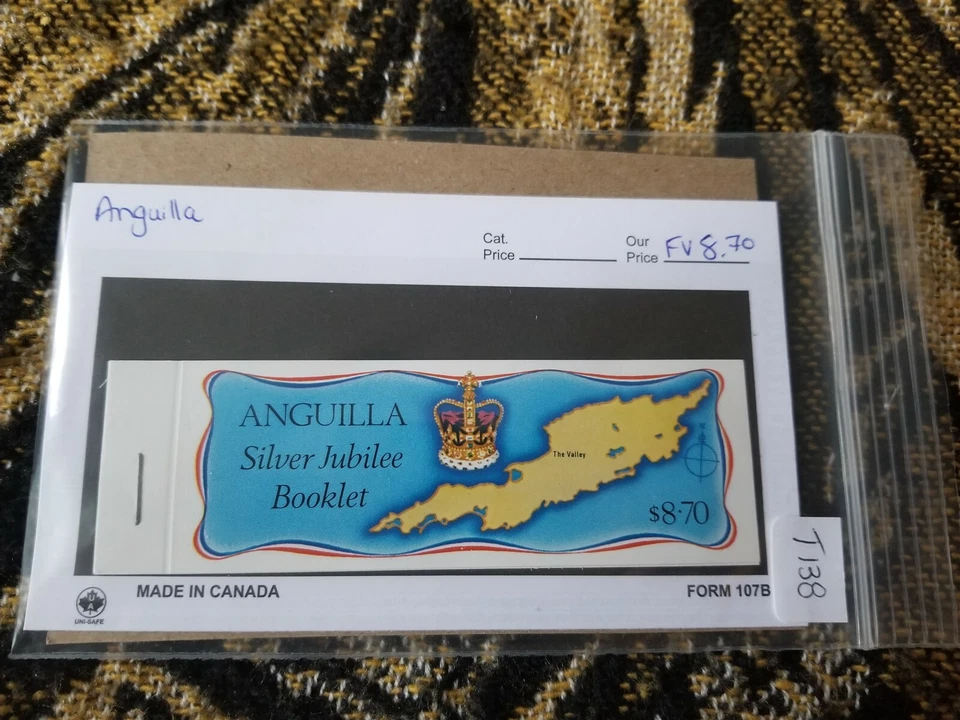 Anguilla
Cat.
Price
Our
Price FV 8.70
ANGUILLA
Silver Jubilee
Booklet
The Valley
$8·70
T138
MADE IN CANADA
FORM 107B
UNI-SAFE